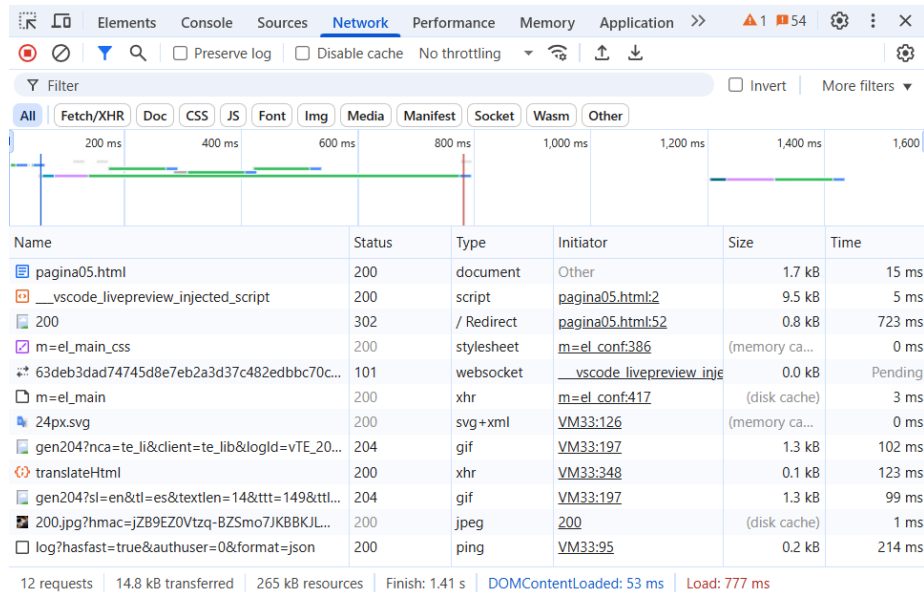 Elements Console Sources Network Performance Memory Application 1 54
Preserve log Disable cache No throttling
Filter Invert More filters
All Fetch/XHR Doc CSS JS Font Img Media Manifest Socket Wasm Other
200 ms 400 ms 600 ms 800 ms 1,000 ms 1,200 ms 1,400 ms 1,600
Name Status Type Initiator Size Time
pagina05.html 200 document Other 1.7 kB 15 ms
___vscode_livepreview_injected_script 200 script pagina05.html:2 9.5 kB 5 ms
200 302 / Redirect pagina05.html:52 0.8 kB 723 ms
m=el_main_css 200 stylesheet m=el_conf:386 (memory ca... 0 ms
63deb3dad74745d8e7eb2a3d37c482edbbc70c... 101 websocket ___vscode_livepreview_inje 0.0 kB Pending
m=el_main 200 xhr m=el_conf:417 (disk cache) 3 ms
24px.svg 200 svg+xml VM33:126 (memory ca... 0 ms
gen204?nca=te_li&client=te_lib&logId=vTE_20... 204 gif VM33:197 1.3 kB 102 ms
translateHtml 200 xhr VM33:348 0.1 kB 123 ms
gen204?sl=en&tl=es&textlen=14&ttt=149&ttl... 204 gif VM33:197 1.3 kB 99 ms
200.jpg?hmac=jZB9EZ0Vtzq-BZSmo7JKBBKJL... 200 jpeg 200 (disk cache) 1 ms
log?hasfast=true&authuser=0&format=json 200 ping VM33:95 0.2 kB 214 ms
12 requests 14.8 kB transferred 265 kB resources Finish: 1.41 s DOMContentLoaded: 53 ms Load: 777 ms